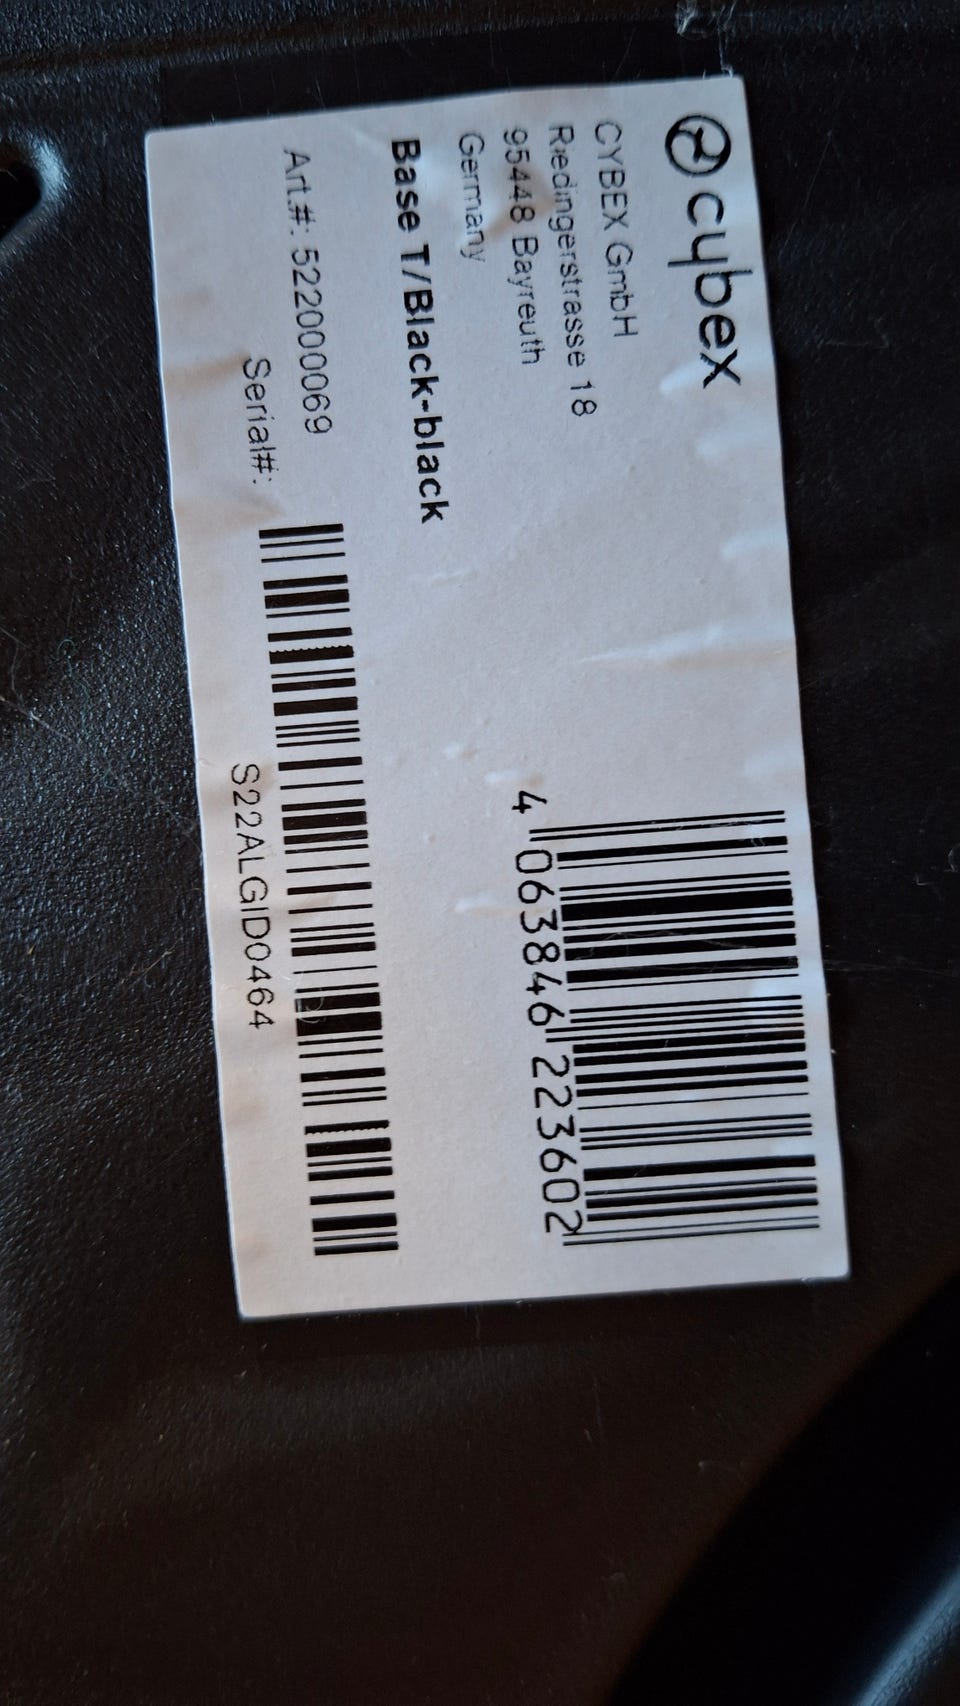 cybex
CYBEX GmbH
Riedingerstrasse 18
95448 Bayreuth
Germany
4 063846 223602
Base T/Black-black
Art.#: 522000069
Serial#:
S22ALGID0464